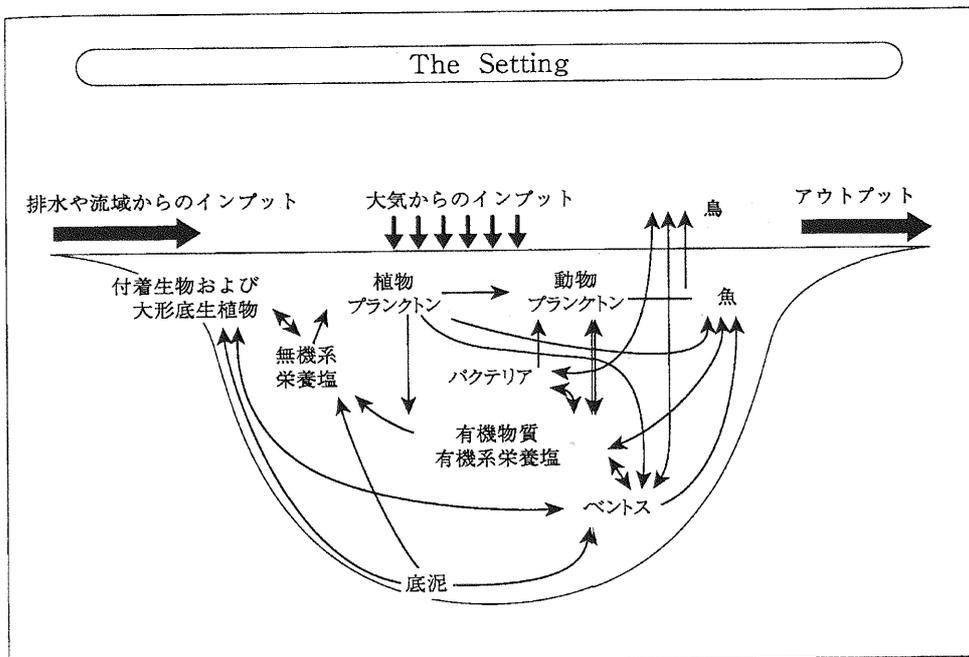 The Setting
排水や流域からのインプット
大気からのインプット
鳥
アウトプット
付着生物および
大形底生植物
植物
プランクトン
動物
プランクトン
魚
無機系
栄養塩
バクテリア
有機物質
有機系栄養塩
ベントス
底泥